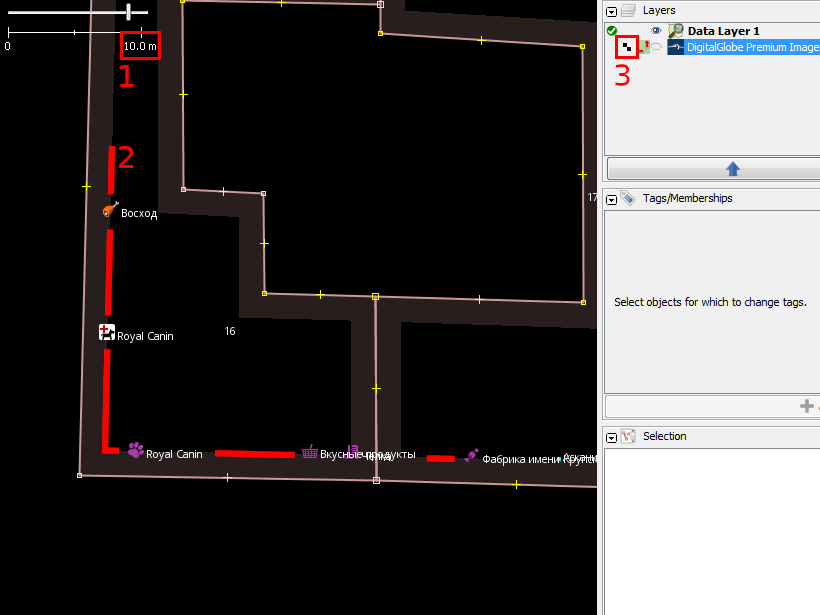 Layers
0
10.0 m
Data Layer 1
DigitalGlobe Premium Image
1
3
2
17
Tags/Memberships
Восход
Select objects for which to change tags.
Royal Canin
16
Selection
Royal Canin
Вкусные продукты
Фабрика имени